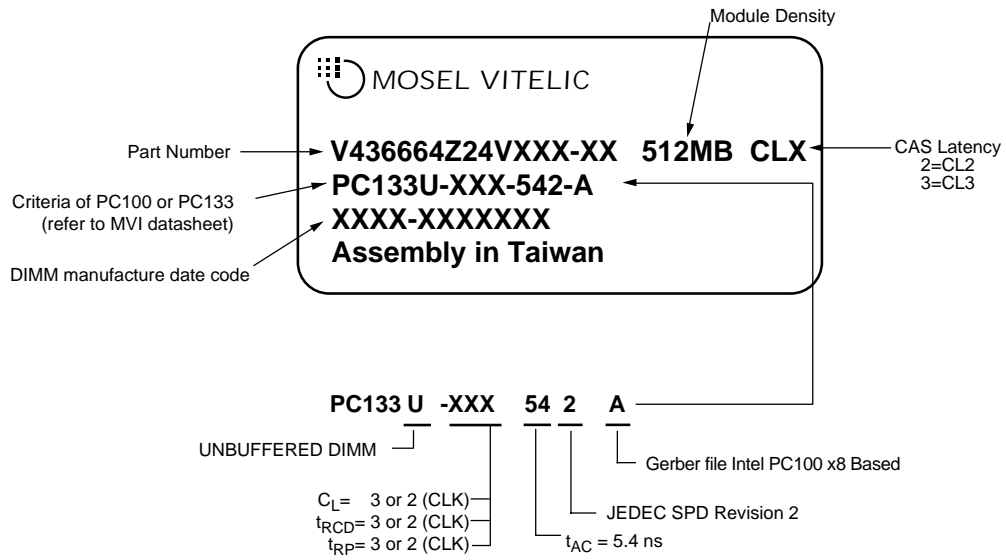 Module Density
MOSEL VITELIC
Part Number
V436664Z24VXXX-XX 512MB CLX
CAS Latency
2=CL2
3=CL3
Criteria of PC100 or PC133
(refer to MVI datasheet)
PC133U-XXX-542-A
XXXX-XXXXXXX
DIMM manufacture date code
Assembly in Taiwan
PC133 U -XXX 54 2 A
UNBUFFERED DIMM
Gerber file Intel PC100 x8 Based
CL= 3 or 2 (CLK)
tRCD= 3 or 2 (CLK)
tRP= 3 or 2 (CLK)
JEDEC SPD Revision 2
tAC = 5.4 ns